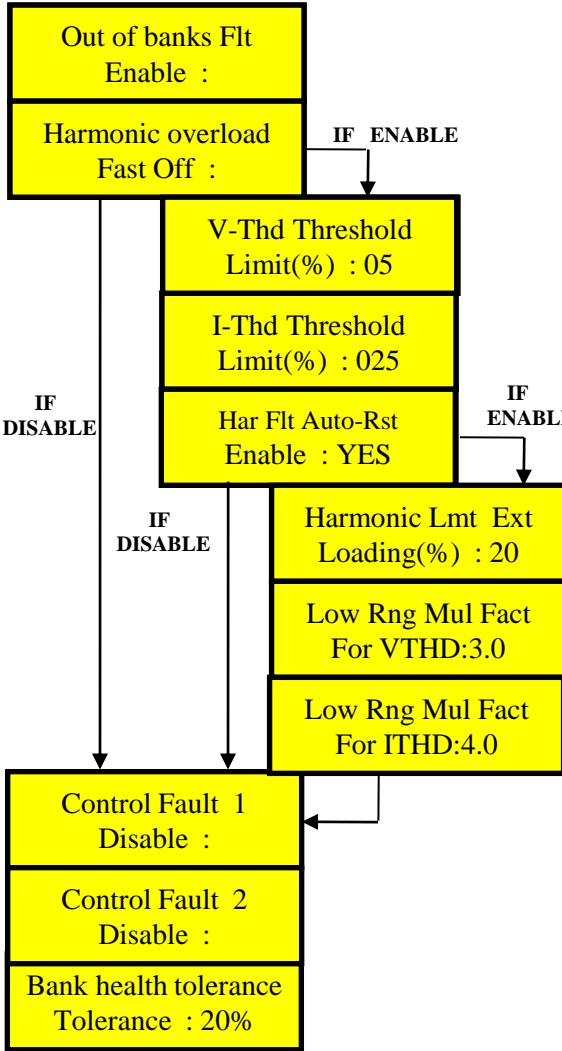 Out of banks Flt
Enable :
Harmonic overload
Fast Off :
IF ENABLE
V-Thd Threshold
Limit(%) : 05
I-Thd Threshold
Limit(%) : 025
IF
DISABLE
Har Flt Auto-Rst
Enable : YES
IF
ENABLE
IF
DISABLE
Harmonic Lmt Ext
Loading(%) : 20
Low Rng Mul Fact
For VTHD:3.0
Low Rng Mul Fact
For ITHD:4.0
Control Fault 1
Disable :
Control Fault 2
Disable :
Bank health tolerance
Tolerance : 20%